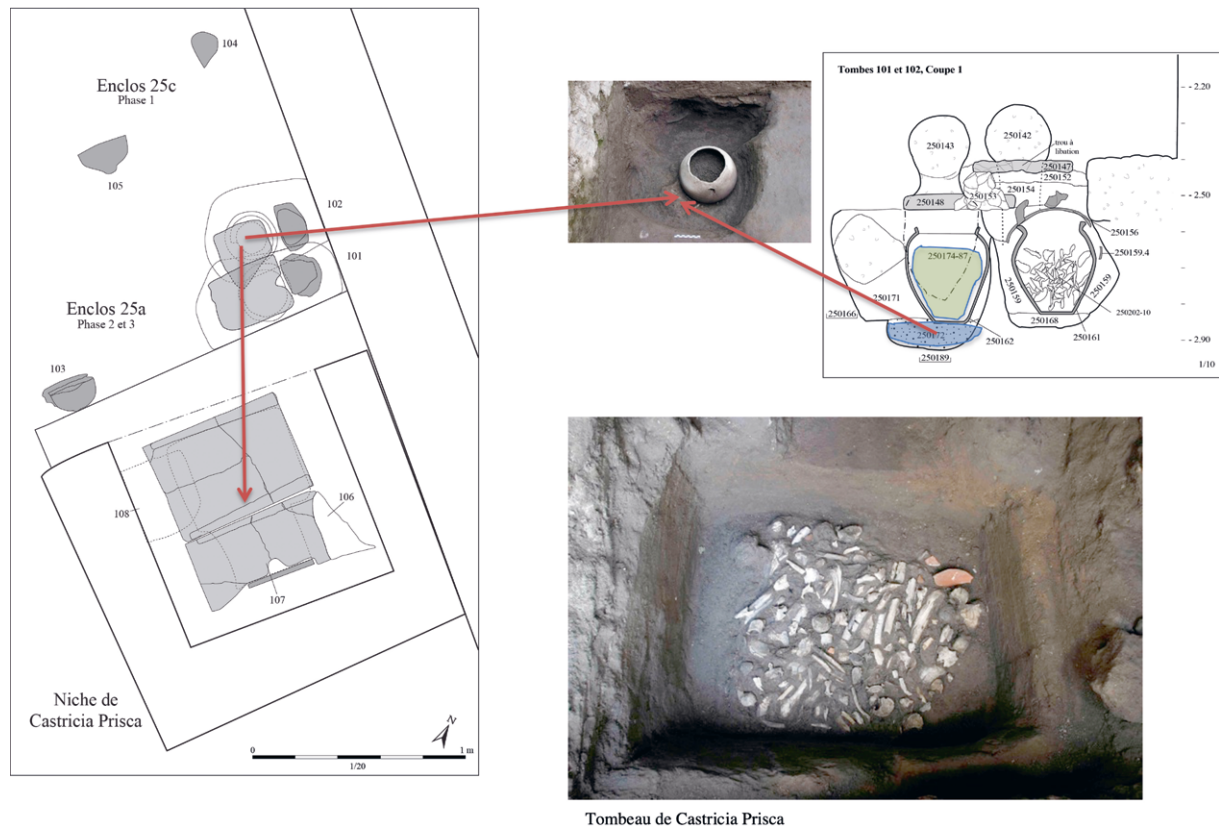 104
Enclos 25c
Phase 1
105
102
101
Enclos 25a
Phase 2 et 3
103
108
106
107
Niche de
Castricia Prisca
N
0
1 m
1/20
Tombes 101 et 102, Coupe 1
- 2.20
250143
250142
trou à
libation
250147
250152
250154
250153
250148
- 2.50
250156
250159.4
250174-87
250171
250159
250159
250166
250202-10
250172
250168
250162
250161
250189
- 2.90
1/10
Tombeau de Castricia Prisca